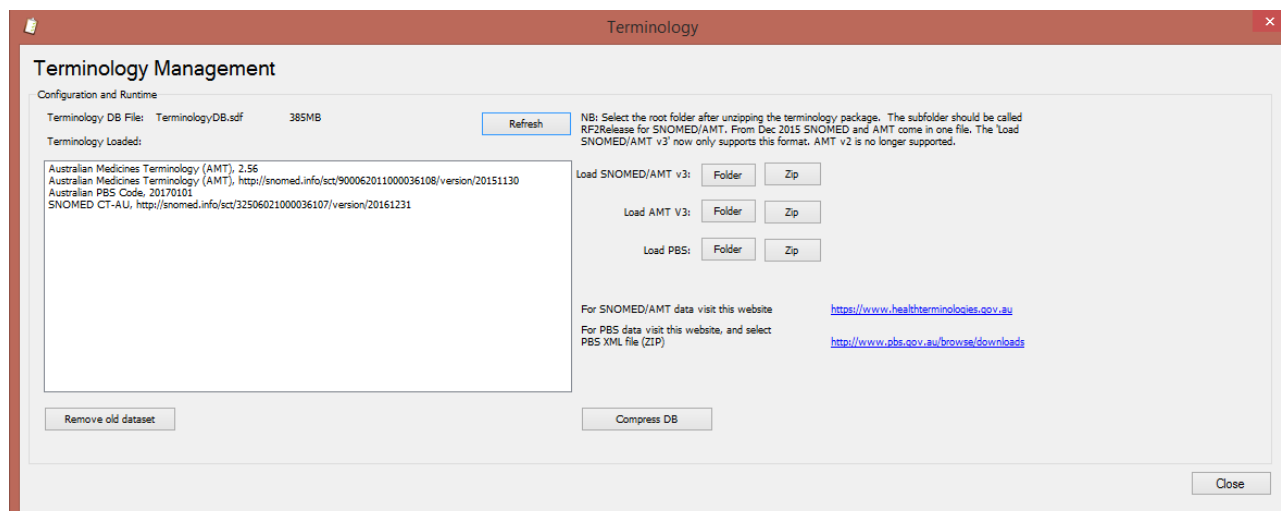 Terminology
Terminology Management
Configuration and Runtime
Terminology DB File: TerminologyDB.sdf 385MB
Refresh
Terminology Loaded:
Australian Medicines Terminology (AMT), 2.56
Australian Medicines Terminology (AMT), http://snomed.info/sct/900062011000036108/version/20151130
Australian PBS Code, 20170101
SNOMED CT-AU, http://snomed.info/sct/32506021000036107/version/20161231
NB: Select the root folder after unzipping the terminology package. The subfolder should be called
RF2Release for SNOMED/AMT. From Dec 2015 SNOMED and AMT come in one file. The 'Load
SNOMED/AMT v3' now only supports this format. AMT v2 is no longer supported.
Load SNOMED/AMT v3: Folder Zip
Load AMT V3: Folder Zip
Load PBS: Folder Zip
For SNOMED/AMT data visit this website https://www.healthterminologies.gov.au
For PBS data visit this website, and select
PBS XML file (ZIP) http://www.pbs.gov.au/browse/downloads
Remove old dataset
Compress DB
Close